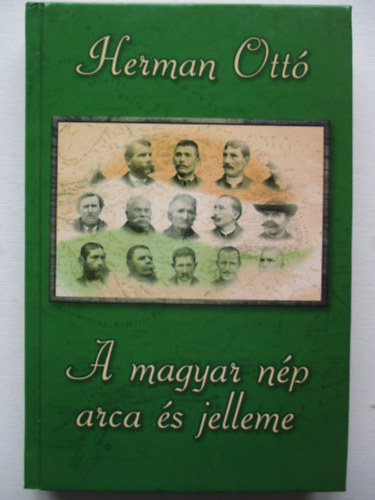 Herman Ottó
A magyar nép
arca és jelleme